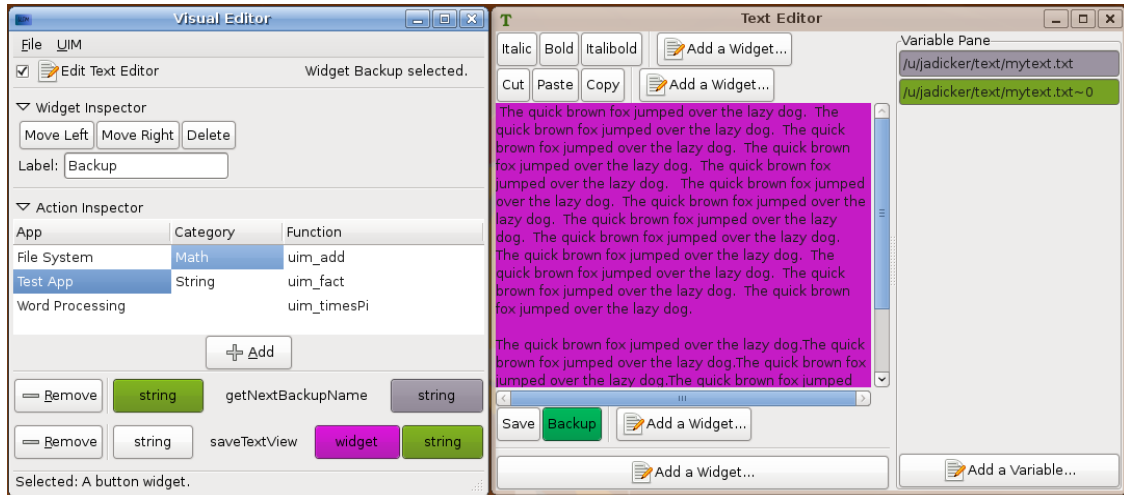 Visual Editor
File UIM
Edit Text Editor Widget Backup selected.
Widget Inspector
Move Left Move Right Delete
Label: Backup
Action Inspector
App Category Function
File System Math uim_add
Test App String uim_fact
Word Processing uim_timesPi
Add
Remove string getNextBackupName string
Remove string saveTextView widget string
Selected: A button widget.
Text Editor
Italic Bold Italibold Add a Widget...
Cut Paste Copy Add a Widget...
The quick brown fox jumped over the lazy dog. The
quick brown fox jumped over the lazy dog. The quick
brown fox jumped over the lazy dog. The quick brown
fox jumped over the lazy dog. The quick brown fox
jumped over the lazy dog. The quick brown fox jumped
over the lazy dog. The quick brown fox jumped over the
lazy dog. The quick brown fox jumped over the lazy
dog. The quick brown fox jumped over the lazy dog.
The quick brown fox jumped over the lazy dog. The
quick brown fox jumped over the lazy dog. The quick
brown fox jumped over the lazy dog. The quick brown
fox jumped over the lazy dog.
The quick brown fox jumped over the lazy dog.The quick
brown fox jumped over the lazy dog.The quick brown fox
jumped over the lazy dog.The quick brown fox jumped
Save Backup Add a Widget...
Add a Widget...
Variable Pane
/u/jadicker/text/mytext.txt
/u/jadicker/text/mytext.txt~0
Add a Variable...